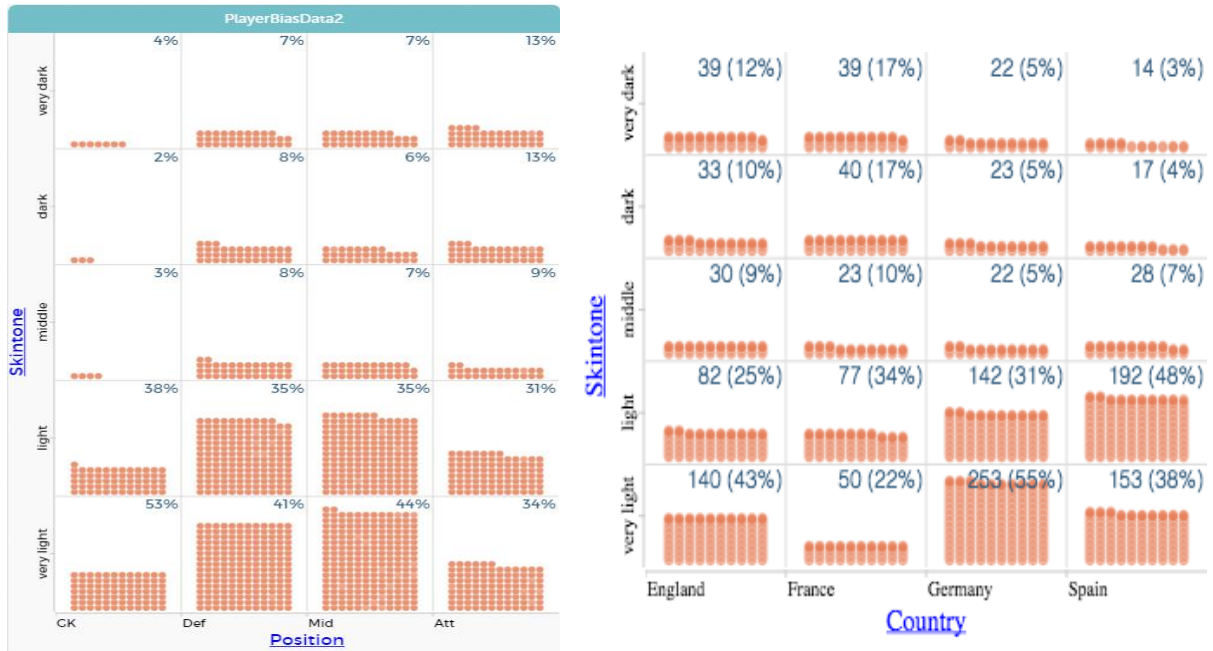 PlayerBiasData2
4% 7% 7% 13%
very dark
2% 8% 6% 13%
dark
3% 8% 7% 9%
middle
38% 35% 35% 31%
light
53% 41% 44% 34%
very light
Skintone
GK Def Mid Att
Position
39 (12%) 39 (17%) 22 (5%) 14 (3%)
very dark
33 (10%) 40 (17%) 23 (5%) 17 (4%)
dark
30 (9%) 23 (10%) 22 (5%) 28 (7%)
middle
82 (25%) 77 (34%) 142 (31%) 192 (48%)
light
140 (43%) 50 (22%) 253 (55%) 153 (38%)
very light
Skintone
England France Germany Spain
Country